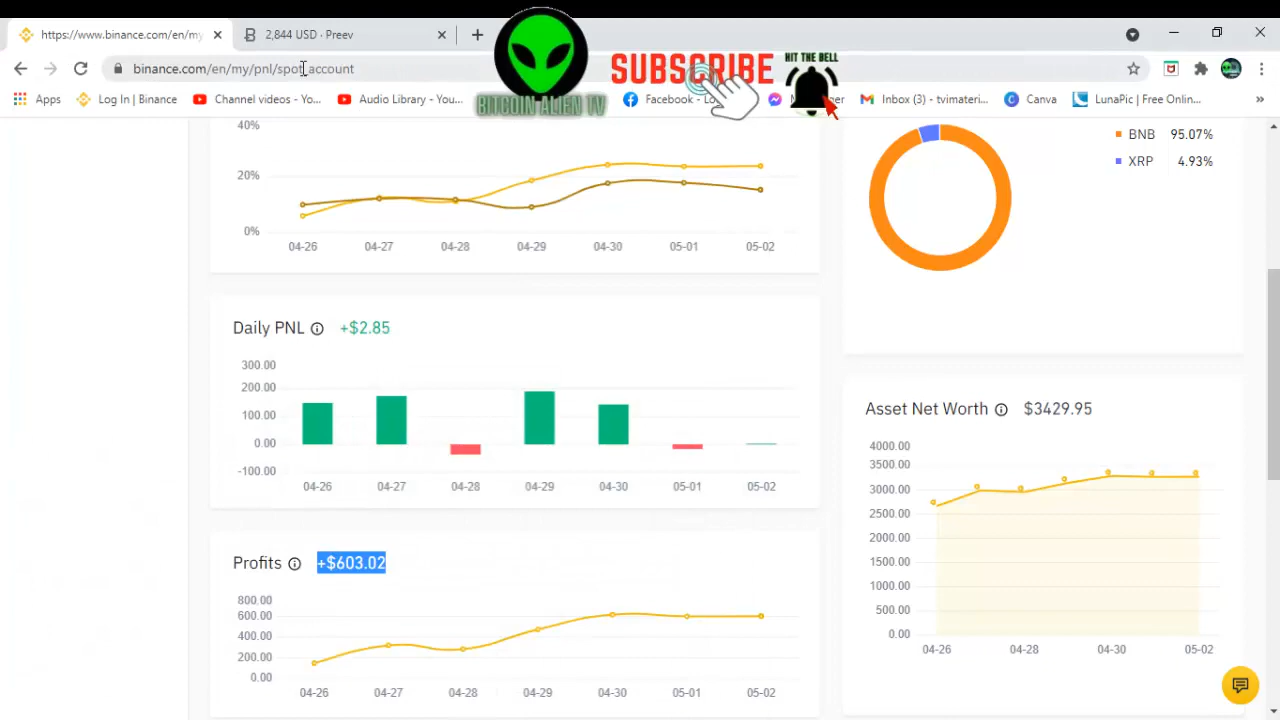 https://www.binance.com/en/my
2,844 USD · Preev
binance.com/en/my/pnl/spot_account
HIT THE BELL
SUBSCRIBE
BITCOIN ALIEN TV
Apps
Log In | Binance
Channel videos - Yo...
Audio Library - You...
Facebook - Lo
Inbox (3) - tvimateri...
Canva
LunaPic | Free Onlin...
»
40%
20%
0%
04-26 04-27 04-28 04-29 04-30 05-01 05-02
BNB 95.07%
XRP 4.93%
Daily PNL +$2.85
300.00
200.00
100.00
0.00
-100.00
04-26 04-27 04-28 04-29 04-30 05-01 05-02
Asset Net Worth $3429.95
4000.00
3500.00
3000.00
2500.00
2000.00
1500.00
1000.00
500.00
0.00
04-26 04-28 04-30 05-02
Profits +$603.02
800.00
600.00
400.00
200.00
0.00
04-26 04-27 04-28 04-29 04-30 05-01 05-02